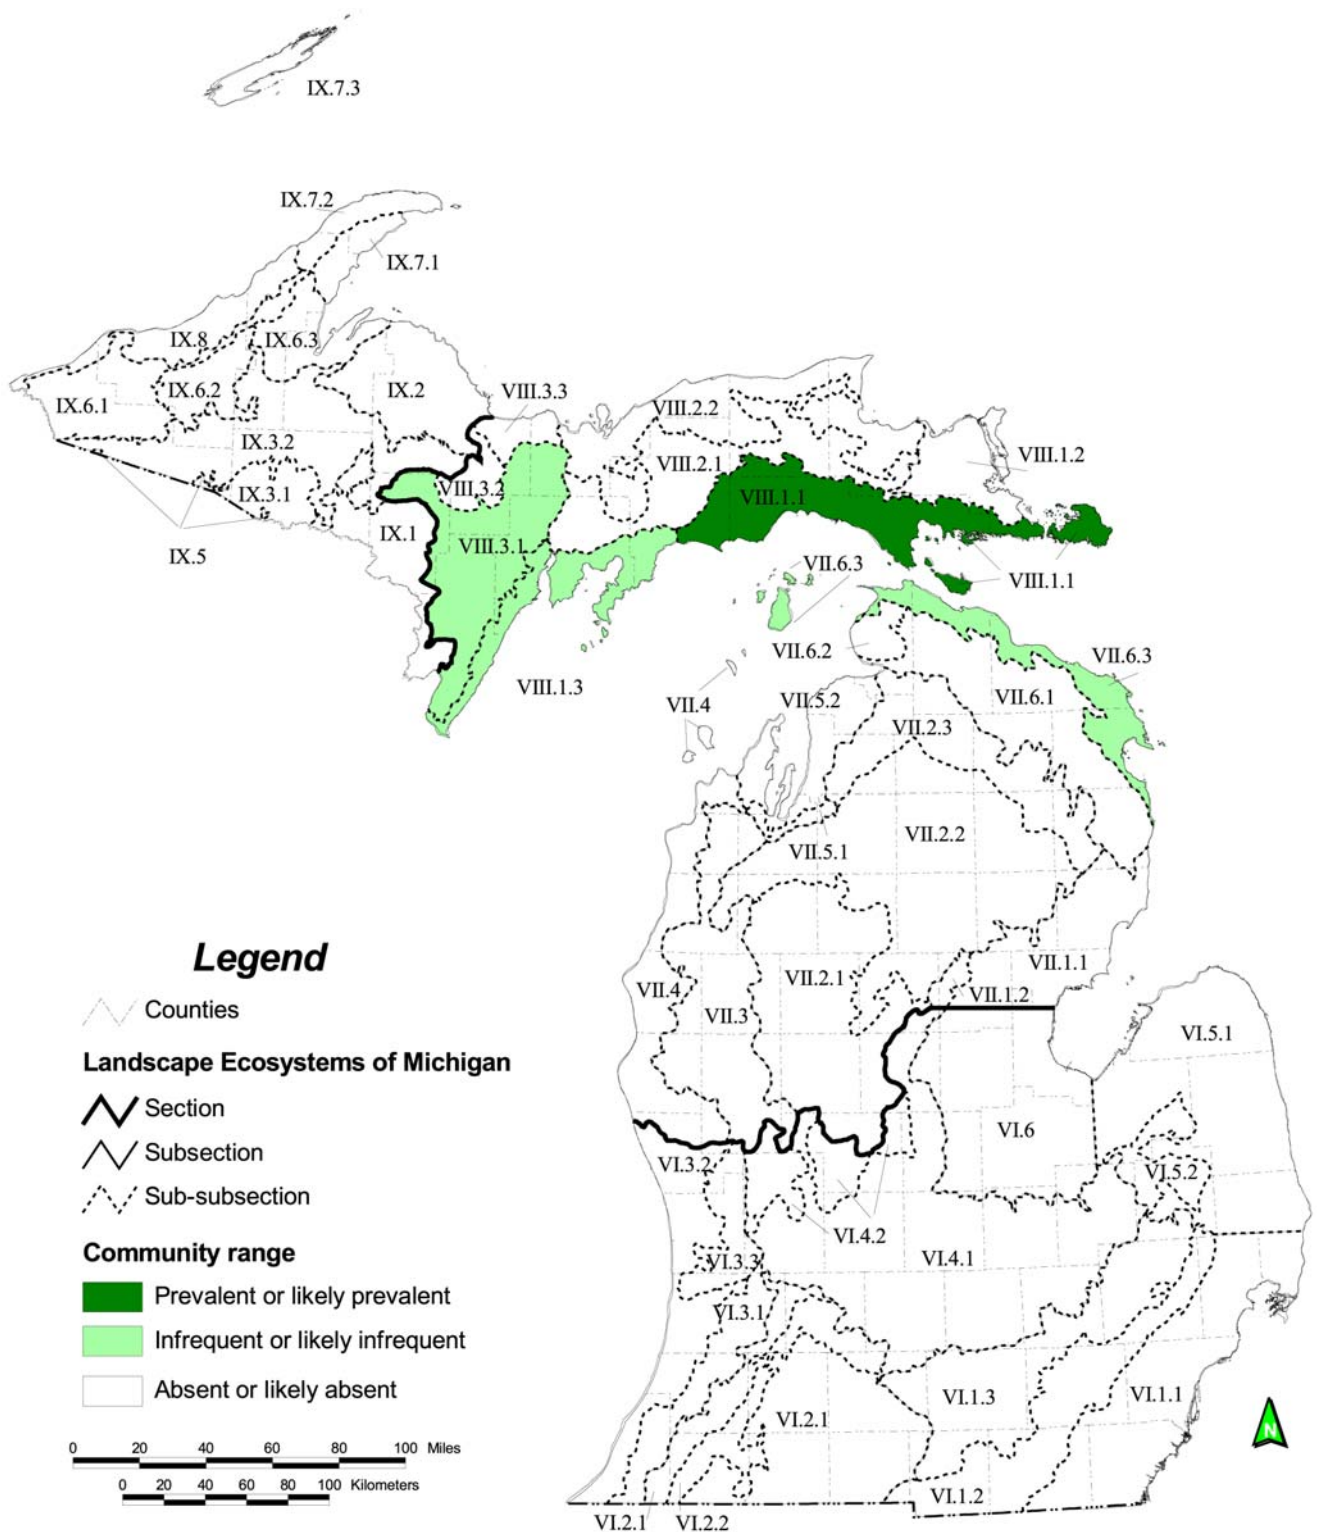 IX.7.3
IX.7.2
IX.7.1
IX.8
IX.6.3
IX.2
IX.6.2
IX.6.1
VIII.3.3
VIII.2.2
IX.3.2
VIII.2.1
VIII.1.2
IX.3.1
VIII.3.2
VIII.1.1
IX.1
VIII.3.1
IX.5
VII.6.3
VIII.1.1
VII.6.2
VII.6.3
VIII.1.3
VII.4
VII.5.2
VII.6.1
VII.2.3
VII.5.1
VII.2.2
VII.4
VII.3
VII.2.1
VII.1.1
VII.1.2
VI.5.1
VI.6
VI.3.2
VI.5.2
VI.4.2
VI.4.1
VI.3.3
VI.3.1
VI.2.1
VI.1.3
VI.1.1
VI.1.2
VI.2.1
VI.2.2
Legend
Counties
Landscape Ecosystems of Michigan
Section
Subsection
Sub-subsection
Community range
Prevalent or likely prevalent
Infrequent or likely infrequent
Absent or likely absent
0 20 40 60 80 100 Miles
0 20 40 60 80 100 Kilometers
N